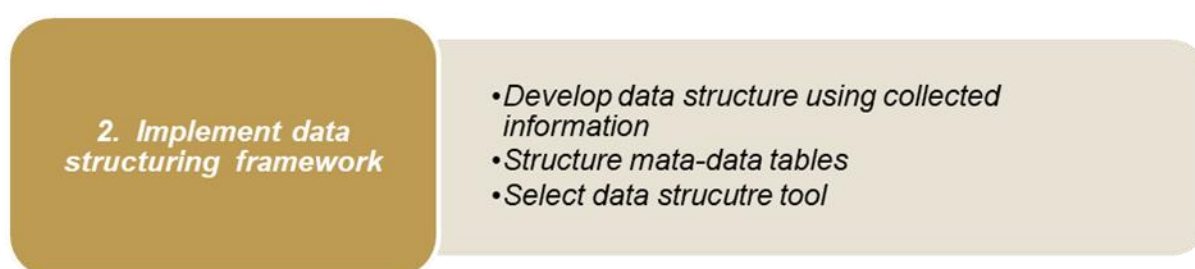 2. Implement data
structuring framework
•Develop data structure using collected
information
•Structure mata-data tables
•Select data strucutre tool